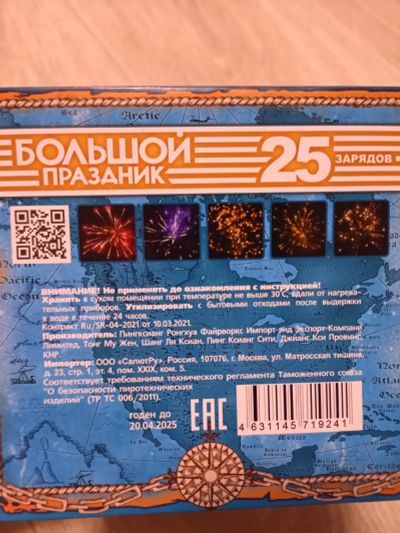 Arctic
БОЛЬШОЙ
ПРАЗДНИК
25 ЗАРЯДОВ
ВНИМАНИЕ! Не применять до ознакомления с инструкцией!
Хранить в сухом помещении при температуре не выше 30°С, вдали от нагрева-
тельных приборов. Утилизировать с бытовыми отходами после выдержки
в воде в течение 24 часов.
Контракт Ru/SR-04-2021 от 10.03.2021.
Производитель: Пингксианг Ронгхуа Файрворкс Импорт энд Экспорт Компани
Лимитед, Тонг Му Жен, Шанг Ли Коиан, Пинг Коианг Сити, Джианг Кси Провинс,
КНР.
Импортер: ООО «СалютРу», Россия, 107076, г. Москва, ул. Матросская тишина,
д. 23, стр. 1, эт. 4, пом. XXIX, ком. 5.
Соответствует требованиям технического регламента Таможенного союза
"О безопасности пиротехнических
изделий" (ТР ТС 006/2011).
годен до
20.04.2025
EAC
4 631145 719241
Mexico